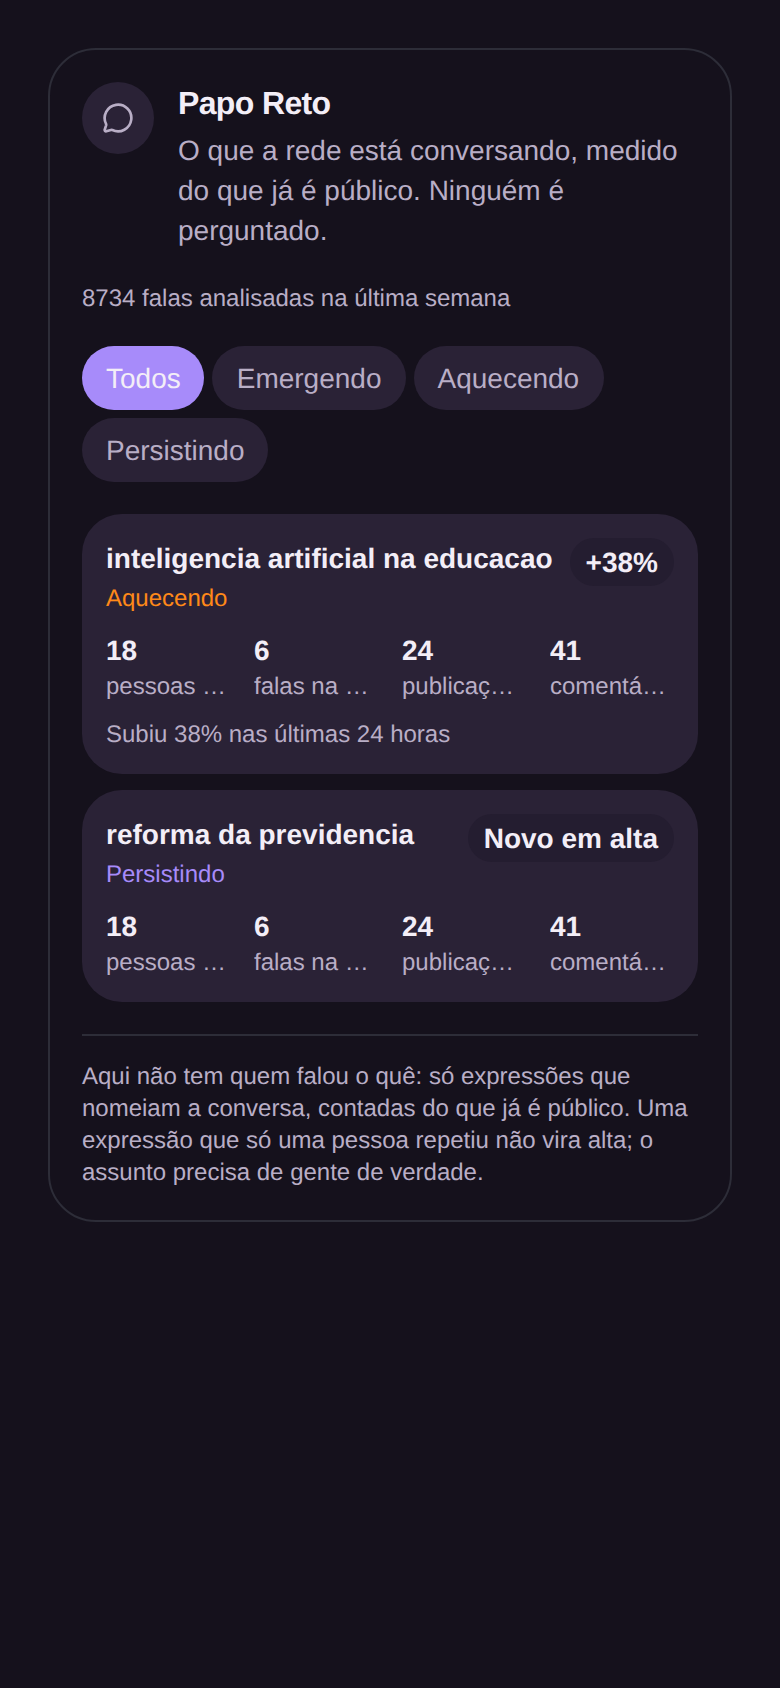 Papo Reto
O que a rede está conversando, medido
do que já é público. Ninguém é
perguntado.
8734 falas analisadas na última semana
Todos
Emergendo
Aquecendo
Persistindo
inteligencia artificial na educacao
+38%
Aquecendo
18
6
24
41
pessoas …
falas na …
publicaç…
comentá…
Subiu 38% nas últimas 24 horas
reforma da previdencia
Novo em alta
Persistindo
18
6
24
41
pessoas …
falas na …
publicaç…
comentá…
Aqui não tem quem falou o quê: só expressões que
nomeiam a conversa, contadas do que já é público. Uma
expressão que só uma pessoa repetiu não vira alta; o
assunto precisa de gente de verdade.